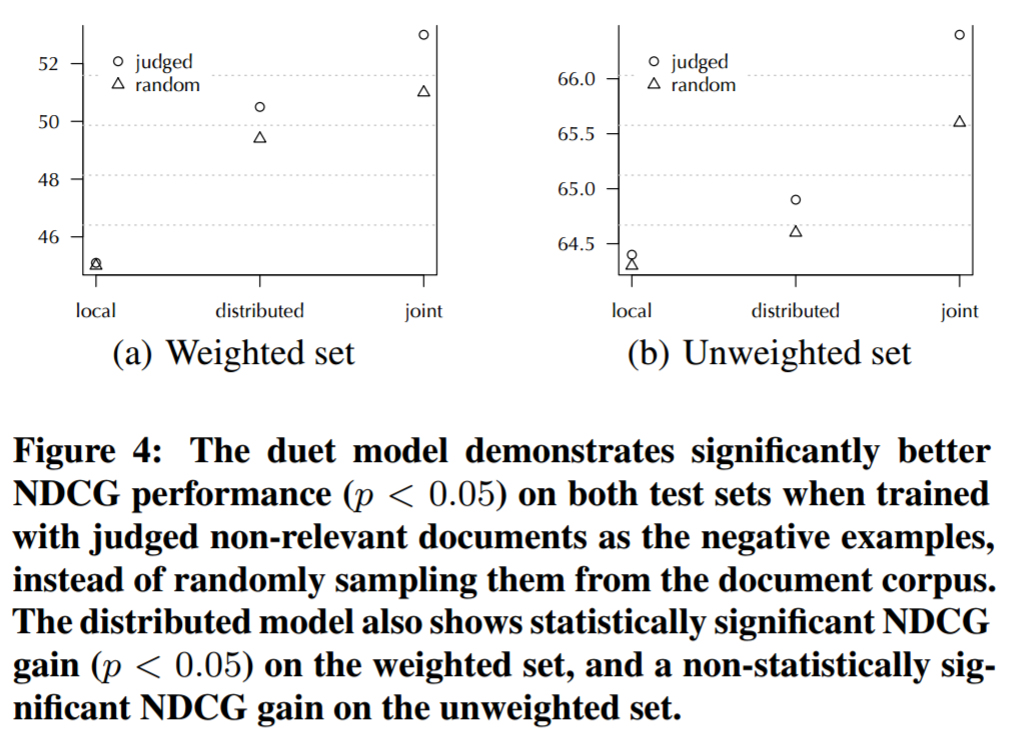 52
50
48
46
judged
random
local distributed joint
(a) Weighted set
66.0
65.5
65.0
64.5
judged
random
local distributed joint
(b) Unweighted set
Figure 4: The duet model demonstrates significantly better
NDCG performance (p < 0.05) on both test sets when trained
with judged non-relevant documents as the negative examples,
instead of randomly sampling them from the document corpus.
The distributed model also shows statistically significant NDCG
gain (p < 0.05) on the weighted set, and a non-statistically sig-
nificant NDCG gain on the unweighted set.